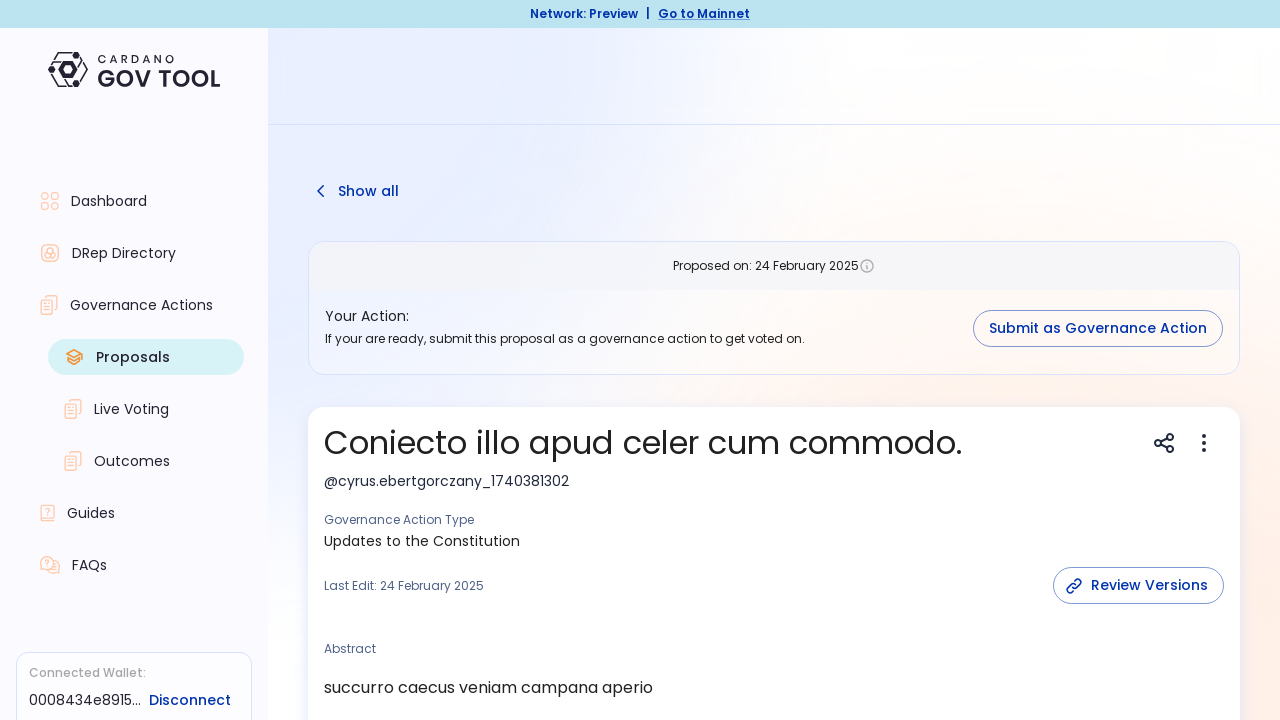 Network: Preview | Go to Mainnet
CARDANO
GOV TOOL
Dashboard
DRep Directory
Governance Actions
Proposals
Live Voting
Outcomes
Guides
FAQs
Connected Wallet:
0008434e8915... Disconnect
Show all
Proposed on: 24 February 2025
Your Action:
If your are ready, submit this proposal as a governance action to get voted on.
Submit as Governance Action
Coniecto illo apud celer cum commodo.
@cyrus.ebertgorczany_1740381302
Governance Action Type
Updates to the Constitution
Last Edit: 24 February 2025
Review Versions
Abstract
succurro caecus veniam campana aperio